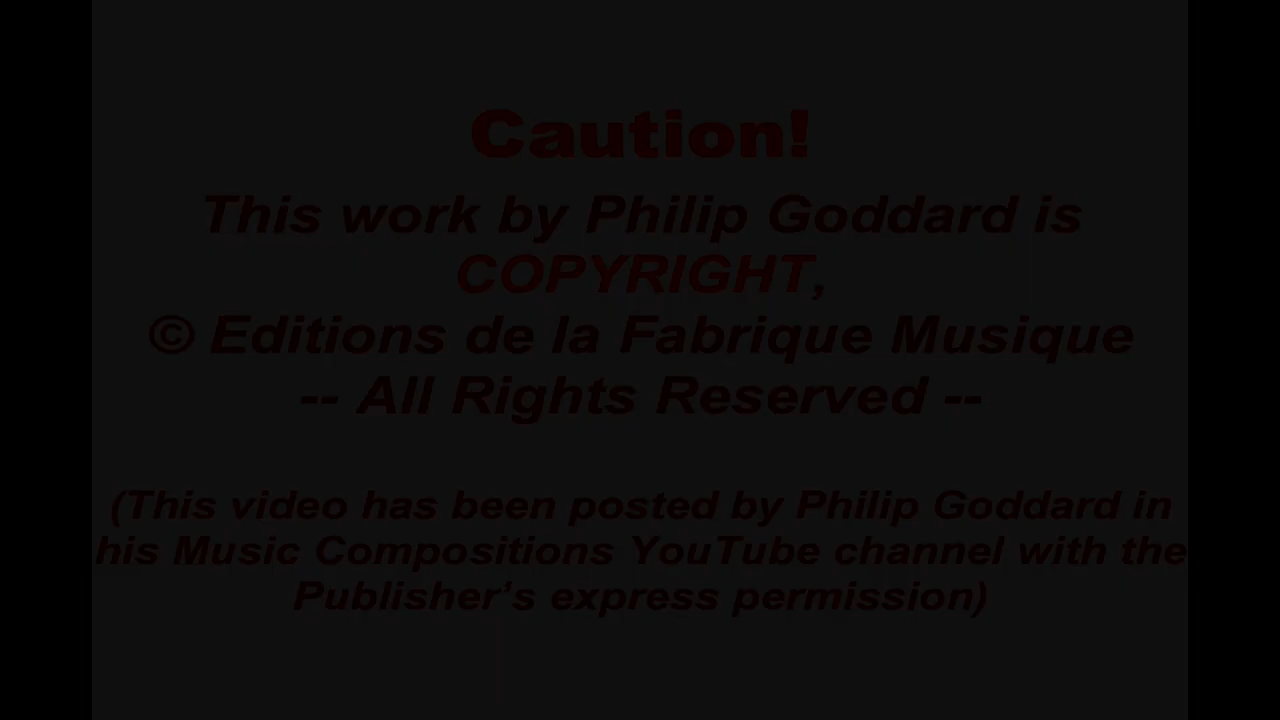 Caution!
This work by Philip Goddard is
COPYRIGHT,
© Editions de la Fabrique Musique
-- All Rights Reserved --
(This video has been posted by Philip Goddard in
his Music Compositions YouTube channel with the
Publisher’s express permission)